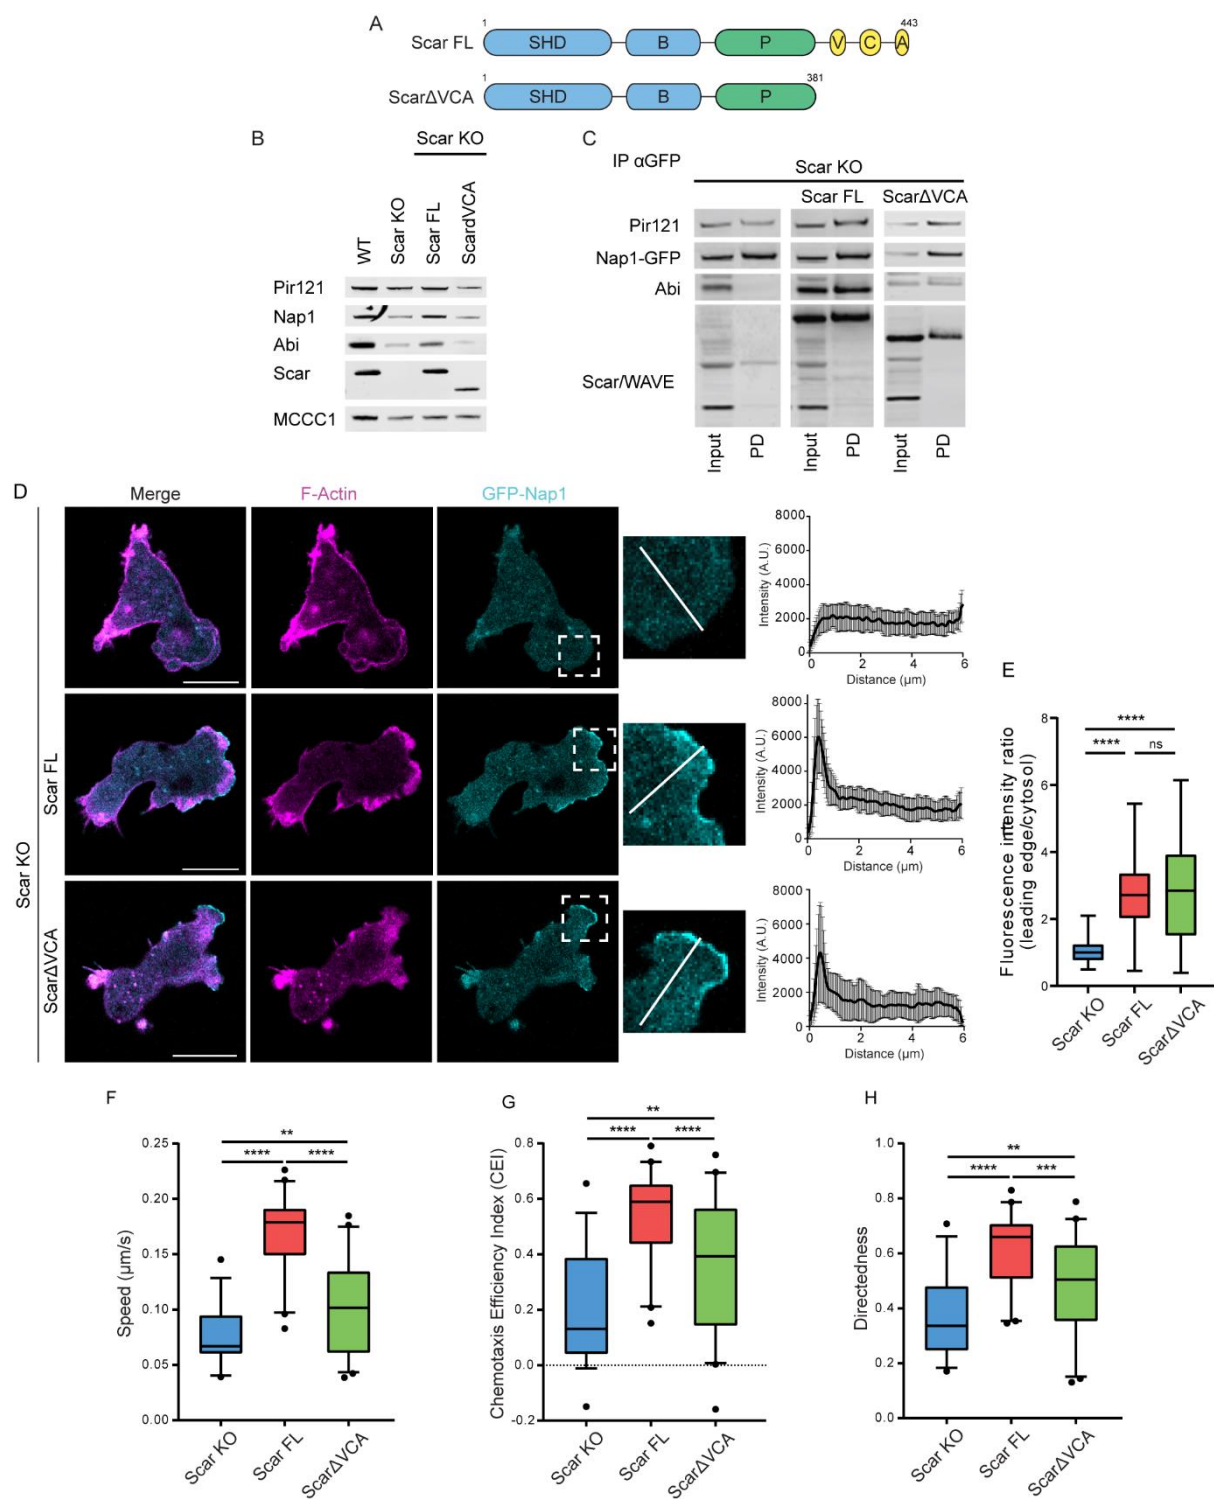 A
1
443
Scar FL
SHD
B
P
V
C
A
1
381
ScarΔVCA
SHD
B
P
B
Scar KO
WT
Scar KO
Scar FL
ScardVCA
Pir121
Nap1
Abi
Scar
MCCC1
C
IP αGFP
Scar KO
Scar FL
ScarΔVCA
Pir121
Nap1-GFP
Abi
Scar/WAVE
Input
PD
Input
PD
Input
PD
D
Merge
F-Actin
GFP-Nap1
Scar KO
Scar FL
ScarΔVCA
Intensity (A.U.)
8000
6000
4000
2000
0
0
2
4
6
Distance (µm)
Intensity (A.U.)
8000
6000
4000
2000
0
0
2
4
6
Distance (µm)
Intensity (A.U.)
8000
6000
4000
2000
0
0
2
4
6
Distance (µm)
E
Fluorescence intensity ratio
(leading edge/cytosol)
8
6
4
2
0
****
****
ns
Scar KO
Scar FL
ScarΔVCA
F
Speed (µm/s)
0.25
0.20
0.15
0.10
0.05
0.00
**
****
****
Scar KO
Scar FL
ScarΔVCA
G
Chemotaxis Efficiency Index (CEI)
0.8
0.6
0.4
0.2
0.0
-0.2
**
****
****
Scar KO
Scar FL
ScarΔVCA
H
Directedness
1.0
0.8
0.6
0.4
0.2
0.0
**
****
***
Scar KO
Scar FL
ScarΔVCA